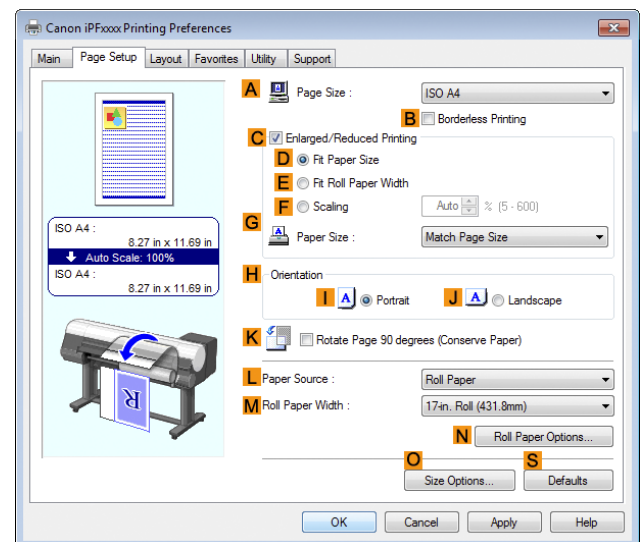 Canon iPFxxxx Printing Preferences
Main Page Setup Layout Favorites Utility Support
A Page Size : ISO A4
B Borderless Printing
C Enlarged/Reduced Printing
D Fit Paper Size
E Fit Roll Paper Width
F Scaling Auto % (5 - 600)
G Paper Size : Match Page Size
ISO A4 :
8.27 in x 11.69 in
Auto Scale: 100%
ISO A4 :
8.27 in x 11.69 in
H Orientation
I A Portrait J A Landscape
K Rotate Page 90 degrees (Conserve Paper)
R
L Paper Source : Roll Paper
M Roll Paper Width : 17-in. Roll (431.8mm)
N Roll Paper Options...
O S
Size Options... Defaults
OK Cancel Apply Help